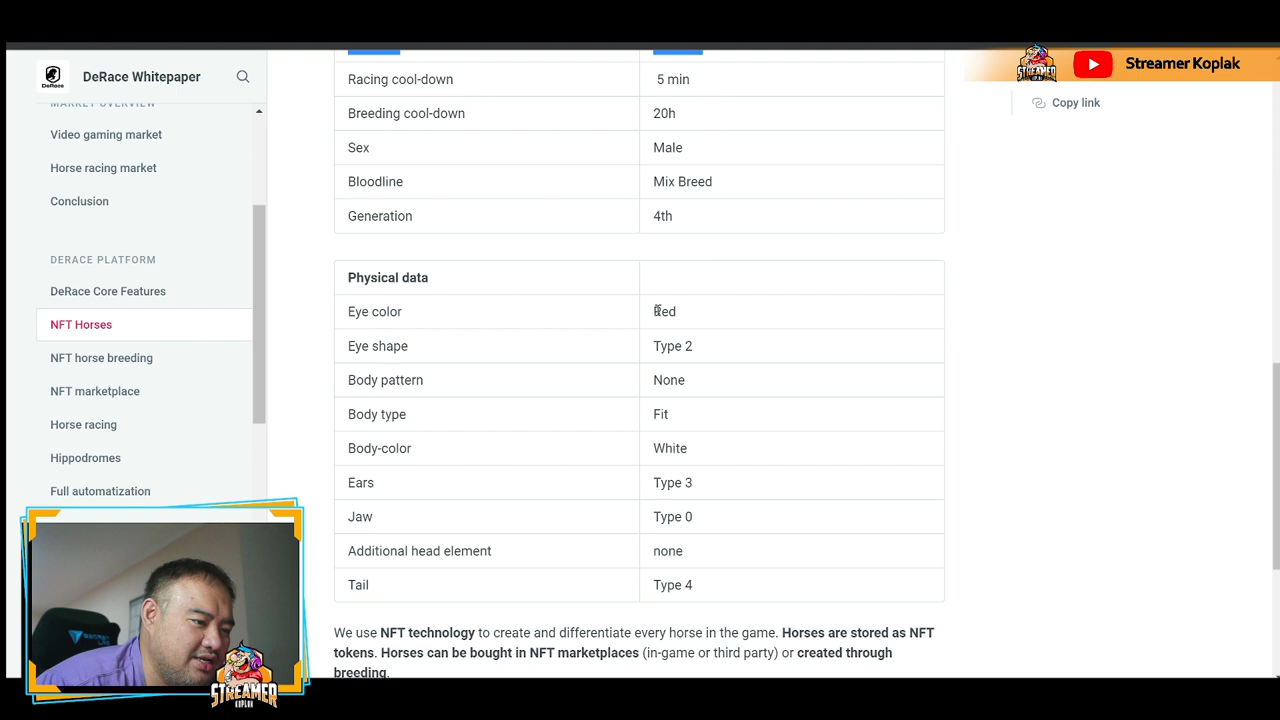 Streamer Koplak
STREAMER
DeRace
DeRace Whitepaper
Copy link
MARKET OVERVIEW
Video gaming market
Horse racing market
Conclusion
DERACE PLATFORM
DeRace Core Features
NFT Horses
NFT horse breeding
NFT marketplace
Horse racing
Hippodromes
Full automatization
Racing cool-down 5 min
Breeding cool-down 20h
Sex Male
Bloodline Mix Breed
Generation 4th
Physical data
Eye color Red
Eye shape Type 2
Body pattern None
Body type Fit
Body-color White
Ears Type 3
Jaw Type 0
Additional head element none
Tail Type 4
We use NFT technology to create and differentiate every horse in the game. Horses are stored as NFT
tokens. Horses can be bought in NFT marketplaces (in-game or third party) or created through
breeding.
STREAMER
KOPLAK